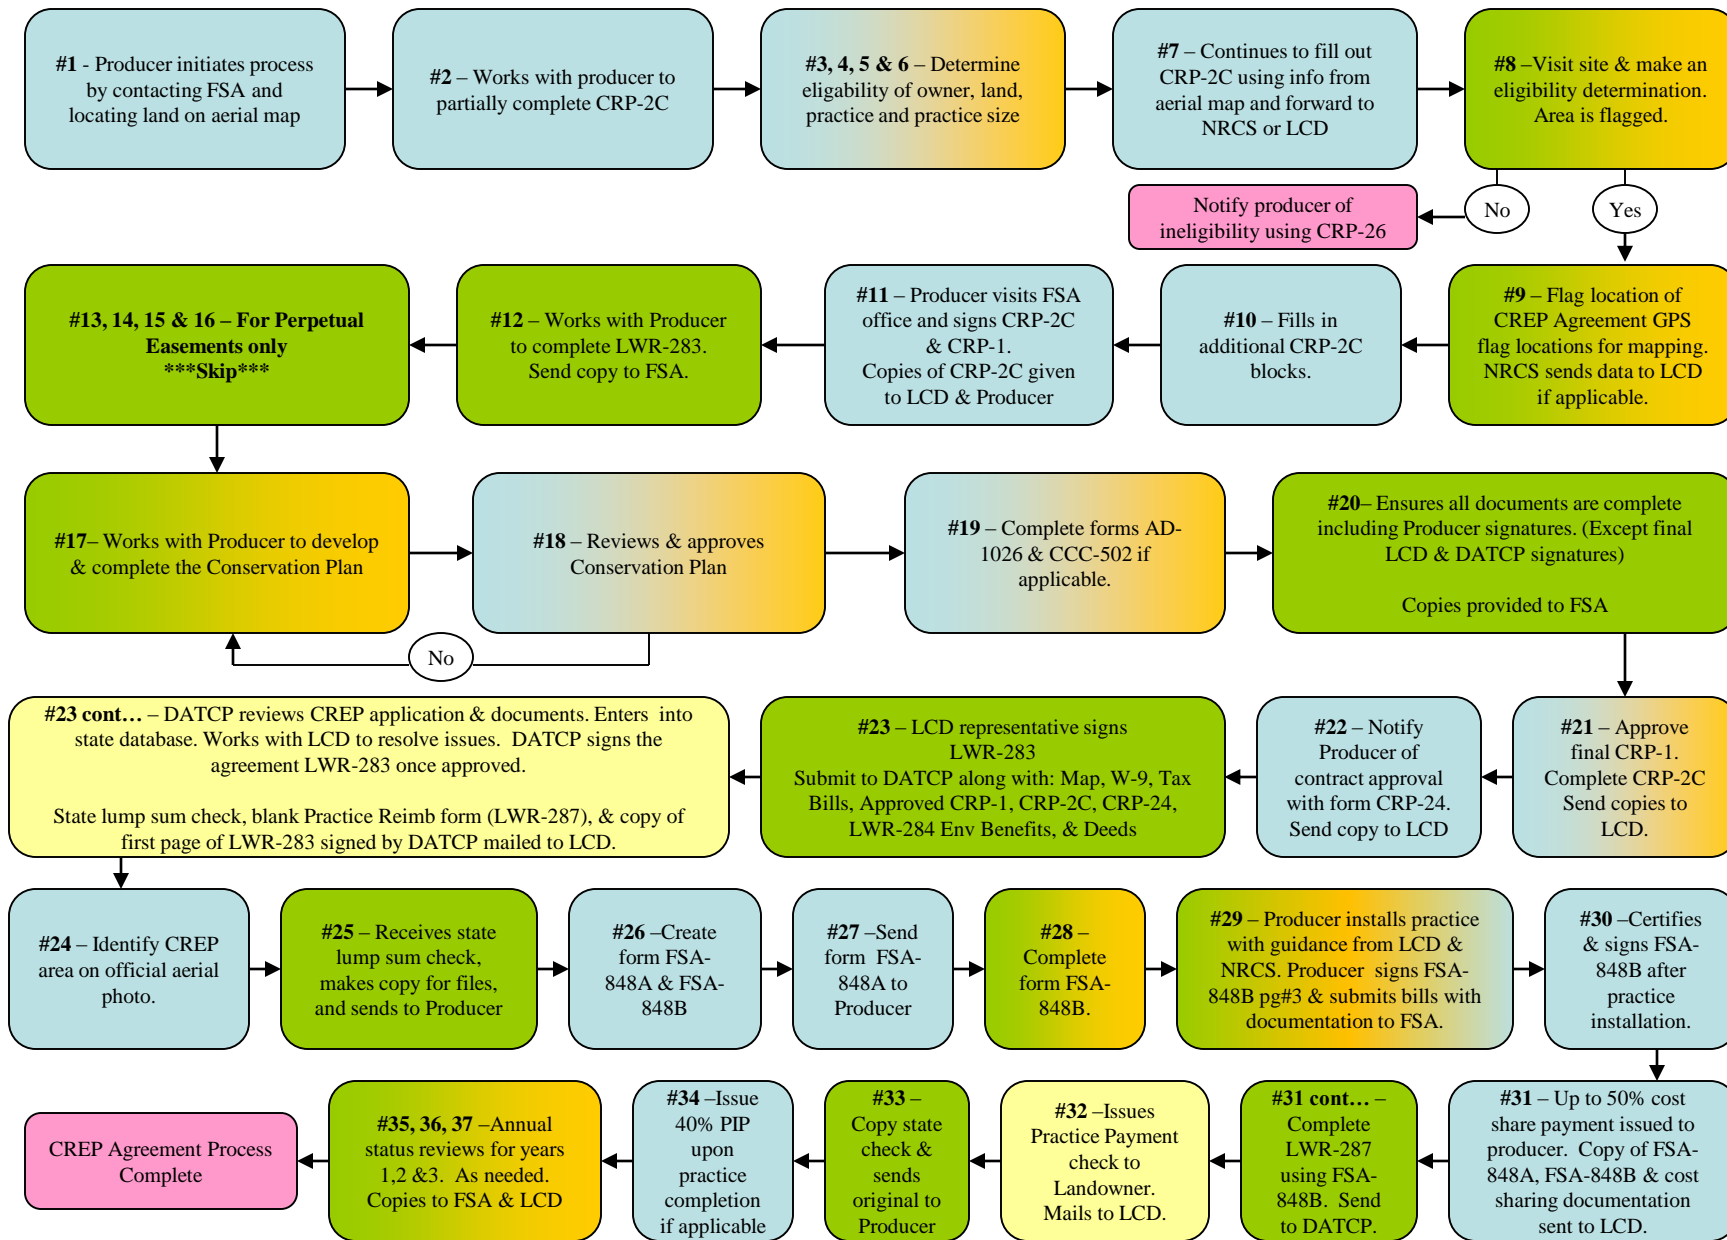 #1 - Producer initiates process
by contacting FSA and
locating land on aerial map
#2 – Works with producer to
partially complete CRP-2C
#3, 4, 5 & 6 – Determine
eligability of owner, land,
practice and practice size
#7 – Continues to fill out
CRP-2C using info from
aerial map and forward to
NRCS or LCD
#8 –Visit site & make an
eligibility determination.
Area is flagged.
No
Yes
Notify producer of
ineligibility using CRP-26
#9 – Flag location of
CREP Agreement GPS
flag locations for mapping.
NRCS sends data to LCD
if applicable.
#10 – Fills in
additional CRP-2C
blocks.
#11 – Producer visits FSA
office and signs CRP-2C
& CRP-1.
Copies of CRP-2C given
to LCD & Producer
#12 – Works with Producer
to complete LWR-283.
Send copy to FSA.
#13, 14, 15 & 16 – For Perpetual
Easements only
***Skip***
#17– Works with Producer to develop
& complete the Conservation Plan
#18 – Reviews & approves
Conservation Plan
No
#19 – Complete forms AD-
1026 & CCC-502 if
applicable.
#20– Ensures all documents are complete
including Producer signatures. (Except final
LCD & DATCP signatures)
Copies provided to FSA
#21 – Approve
final CRP-1.
Complete CRP-2C
Send copies to
LCD.
#22 – Notify
Producer of
contract approval
with form CRP-24.
Send copy to LCD
#23 – LCD representative signs
LWR-283
Submit to DATCP along with: Map, W-9, Tax
Bills, Approved CRP-1, CRP-2C, CRP-24,
LWR-284 Env Benefits, & Deeds
#23 cont… – DATCP reviews CREP application & documents. Enters into
state database. Works with LCD to resolve issues. DATCP signs the
agreement LWR-283 once approved.
State lump sum check, blank Practice Reimb form (LWR-287), & copy of
first page of LWR-283 signed by DATCP mailed to LCD.
#24 – Identify CREP
area on official aerial
photo.
#25 – Receives state
lump sum check,
makes copy for files,
and sends to Producer
#26 –Create
form FSA-
848A & FSA-
848B
#27 –Send
form FSA-
848A to
Producer
#28 –
Complete
form FSA-
848B.
#29 – Producer installs practice
with guidance from LCD &
NRCS. Producer signs FSA-
848B pg#3 & submits bills with
documentation to FSA.
#30 –Certifies
& signs FSA-
848B after
practice
installation.
#31 – Up to 50% cost
share payment issued to
producer. Copy of FSA-
848A, FSA-848B & cost
sharing documentation
sent to LCD.
#31 cont… –
Complete
LWR-287
using FSA-
848B. Send
to DATCP.
#32 –Issues
Practice Payment
check to
Landowner.
Mails to LCD.
#33 –
Copy state
check &
sends
original to
Producer
#34 –Issue
40% PIP
upon
practice
completion
if applicable
#35, 36, 37 –Annual
status reviews for years
1,2 &3. As needed.
Copies to FSA & LCD
CREP Agreement Process
Complete